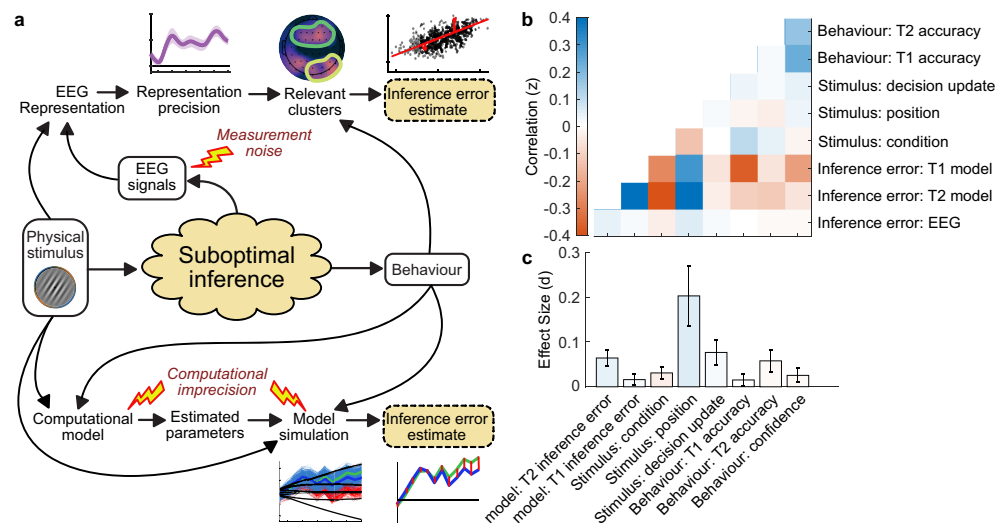 a
EEG
Representation
Representation
precision
Relevant
clusters
Inference error
estimate
Measurement
noise
EEG
signals
Physical
stimulus
Suboptimal
inference
Behaviour
Computational
imprecision
Computational
model
Estimated
parameters
Model
simulation
Inference error
estimate
b
Correlation (z)
0.4
0.3
0.2
0.1
0
-0.1
-0.2
-0.3
-0.4
Behaviour: T2 accuracy
Behaviour: T1 accuracy
Stimulus: decision update
Stimulus: position
Stimulus: condition
Inference error: T1 model
Inference error: T2 model
Inference error: EEG
c
Effect Size (d)
0.3
0.2
0.1
0
model: T2 inference error
model: T1 inference error
Stimulus: condition
Stimulus: position
Stimulus: decision update
Behaviour: T1 accuracy
Behaviour: T2 accuracy
Behaviour: confidence